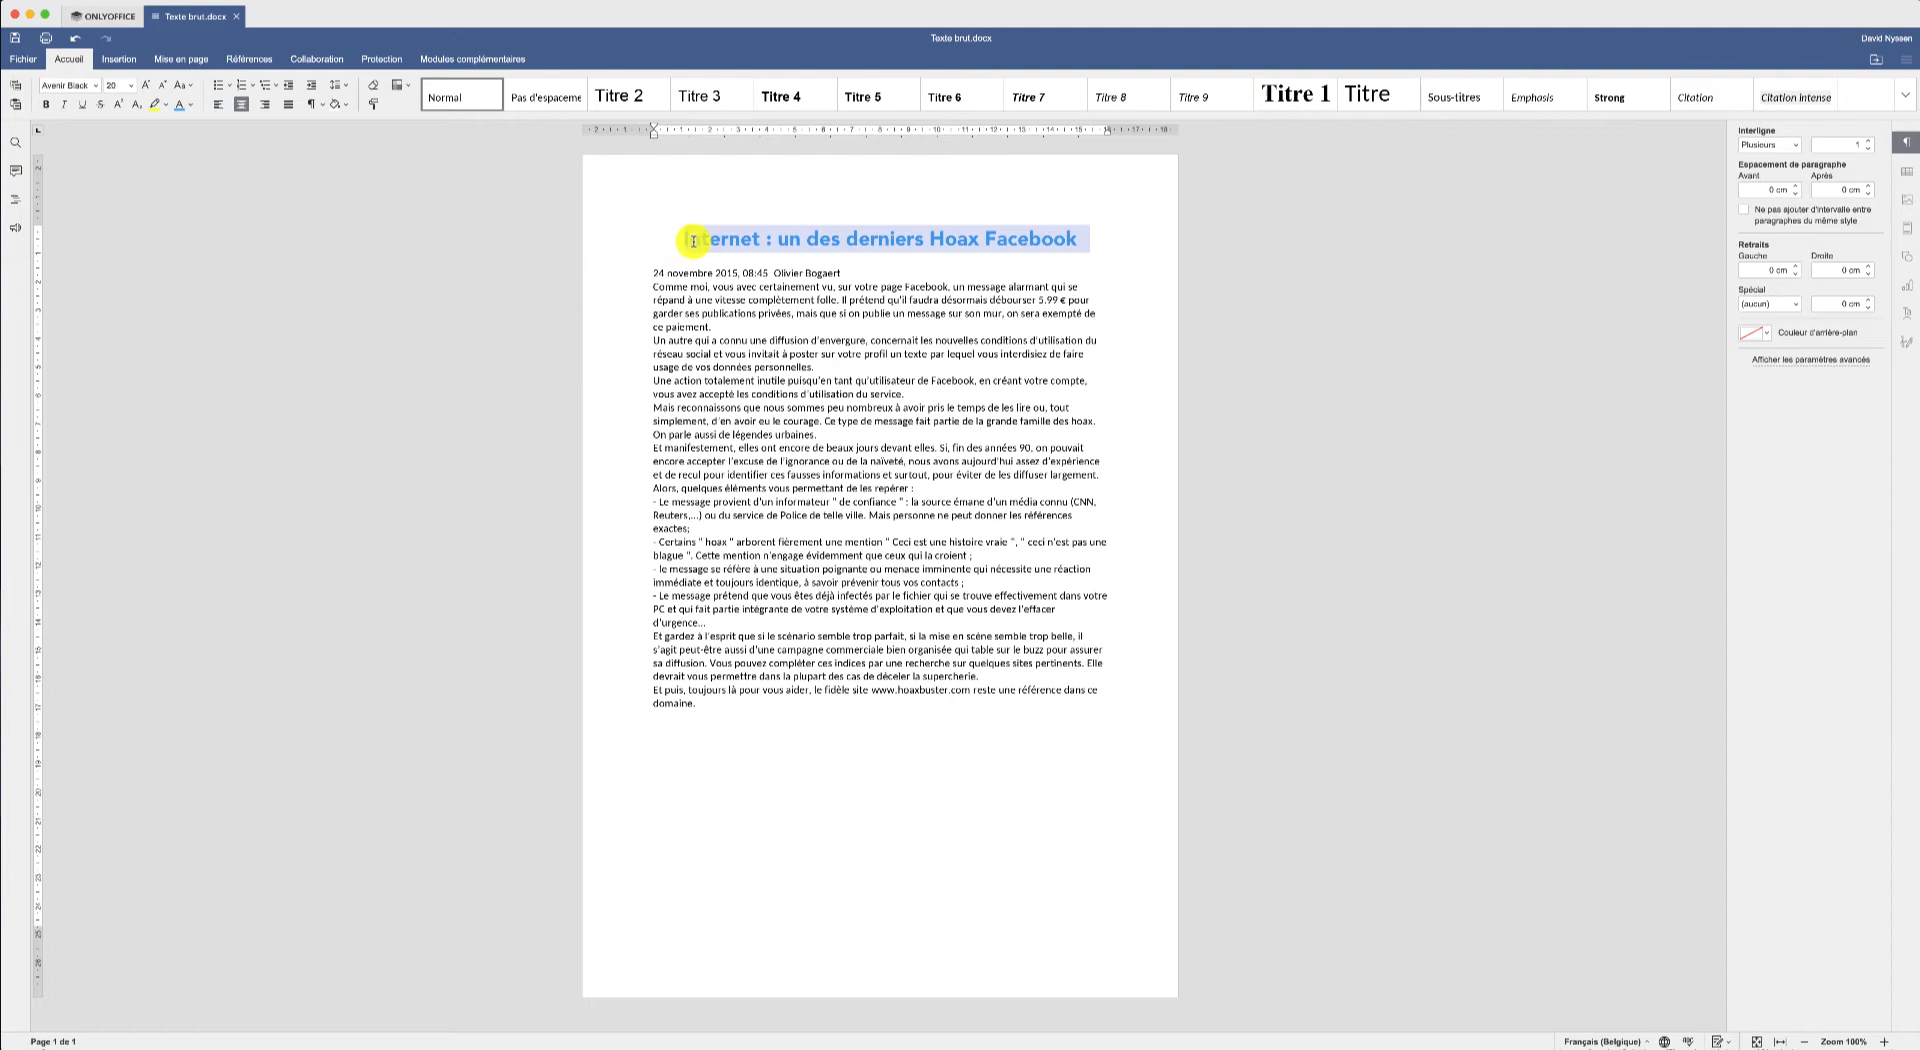 ONLYOFFICE
Texte brut.docx
Texte brut.docx
David Nyssen
Fichier Accueil Insertion Mise en page Références Collaboration Protection Modules complémentaires
Avenir Black 20
Normal Pas d'espaceme Titre 2 Titre 3 Titre 4 Titre 5 Titre 6 Titre 7 Titre 8 Titre 9 Titre 1 Titre Sous-titres Emphasis Strong Citation Citation intense
Internet : un des derniers Hoax Facebook
24 novembre 2015, 08:45 Olivier Bogaert
Comme moi, vous avec certainement vu, sur votre page Facebook, un message alarmant qui se
répand à une vitesse complètement folle. Il prétend qu'il faudra désormais débourser 5.99 € pour
garder ses publications privées, mais que si on publie un message sur son mur, on sera exempté de
ce paiement.
Un autre qui a connu une diffusion d'envergure, concernait les nouvelles conditions d'utilisation du
réseau social et vous invitait à poster sur votre profil un texte par lequel vous interdisiez de faire
usage de vos données personnelles.
Une action totalement inutile puisqu'en tant qu'utilisateur de Facebook, en créant votre compte,
vous avez accepté les conditions d'utilisation du service.
Mais reconnaissons que nous sommes peu nombreux à avoir pris le temps de les lire ou, tout
simplement, d'en avoir eu le courage. Ce type de message fait partie de la grande famille des hoax.
On parle aussi de légendes urbaines.
Et manifestement, elles ont encore de beaux jours devant elles. Si, fin des années 90, on pouvait
encore accepter l'excuse de l'ignorance ou de la naïveté, nous avons aujourd'hui assez d'expérience
et de recul pour identifier ces fausses informations et surtout, pour éviter de les diffuser largement.
Alors, quelques éléments vous permettant de les repérer :
- Le message provient d'un informateur " de confiance " : la source émane d'un média connu (CNN,
Reuters,...) ou du service de Police de telle ville. Mais personne ne peut donner les références
exactes;
- Certains " hoax " arborent fièrement une mention " Ceci est une histoire vraie ", " ceci n'est pas une
blague ". Cette mention n'engage évidemment que ceux qui la croient ;
- le message se réfère à une situation poignante ou menace imminente qui nécessite une réaction
immédiate et toujours identique, à savoir prévenir tous vos contacts ;
- Le message prétend que vous êtes déjà infectés par le fichier qui se trouve effectivement dans votre
PC et qui fait partie intégrante de votre système d'exploitation et que vous devez l'effacer
d'urgence...
Et gardez à l'esprit que si le scénario semble trop parfait, si la mise en scène semble trop belle, il
s'agit peut-être aussi d'une campagne commerciale bien organisée qui table sur le buzz pour assurer
sa diffusion. Vous pouvez compléter ces indices par une recherche sur quelques sites pertinents. Elle
devrait vous permettre dans la plupart des cas de déceler la supercherie.
Et puis, toujours là pour vous aider, le fidèle site www.hoaxbuster.com reste une référence dans ce
domaine.
Interligne
Plusieurs 1
Espacement de paragraphe
Avant Après
0 cm 0 cm
Ne pas ajouter d'intervalle entre
paragraphes du même style
Retraits
Gauche Droite
0 cm 0 cm
Spécial
(aucun) 0 cm
Couleur d'arrière-plan
Afficher les paramètres avancés
Page 1 de 1
Français (Belgique)
Zoom 100%